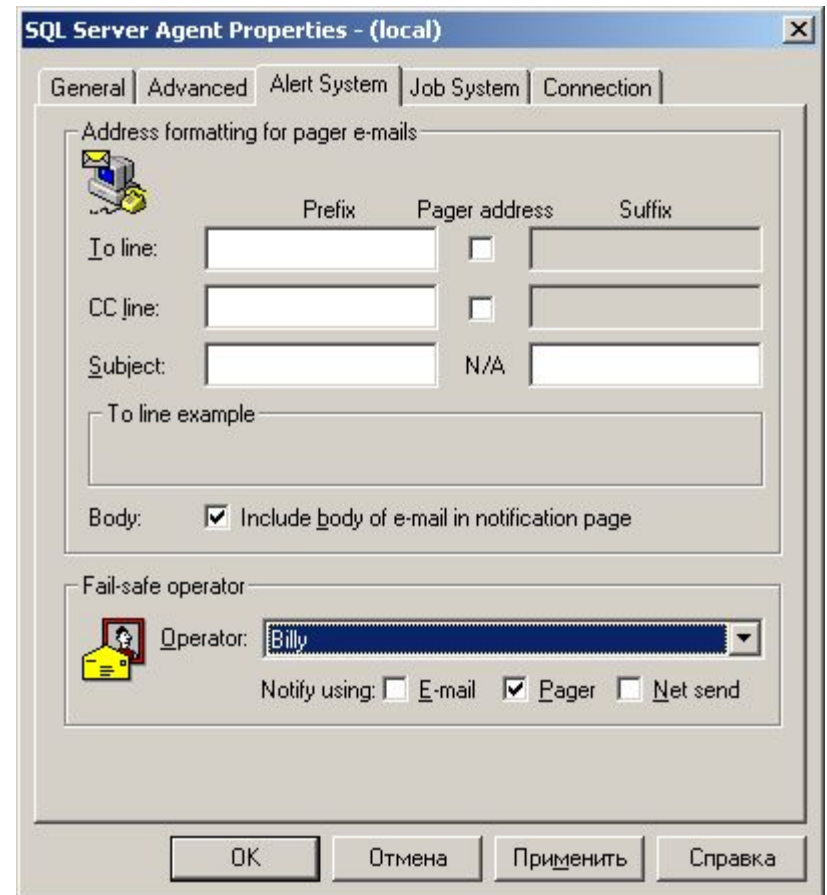 SQL Server Agent Properties - (local)
General Advanced Alert System Job System Connection
Address formatting for pager e-mails
Prefix Pager address Suffix
To line:
CC line:
Subject: N/A
To line example
Body: Include body of e-mail in notification page
Fail-safe operator
Operator: Billy
Notify using: E-mail Pager Net send
OK Отмена Применить Справка